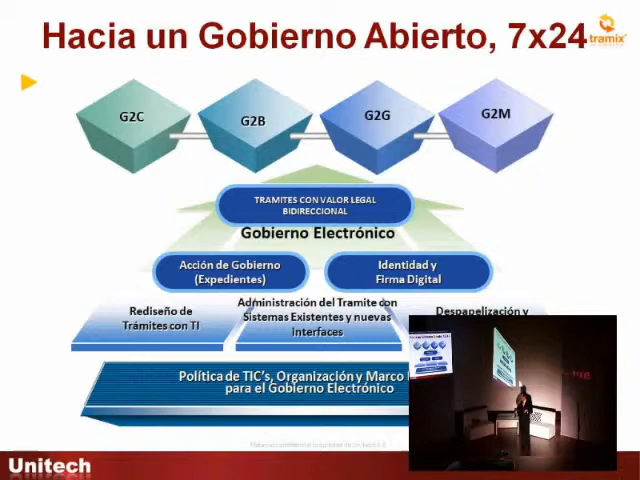 Hacia un Gobierno Abierto, 7x24
tramix
G2C
G2B
G2G
G2M
TRAMITES CON VALOR LEGAL
BIDIRECCIONAL
Gobierno Electrónico
Acción de Gobierno
(Expedientes)
Identidad y
Firma Digital
Rediseño de
Trámites con TI
Administración del Tramite con
Sistemas Existentes y nuevas
Interfaces
Despapelización y
Política de TIC's, Organización y Marco
para el Gobierno Electrónico
Unitech